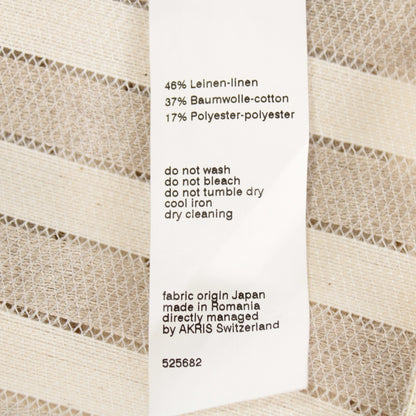 46% Leinen-linen
37% Baumwolle-cotton
17% Polyester-polyester
do not wash
do not bleach
do not tumble dry
cool iron
dry cleaning
fabric origin Japan
made in Romania
directly managed
by AKRIS Switzerland
525682